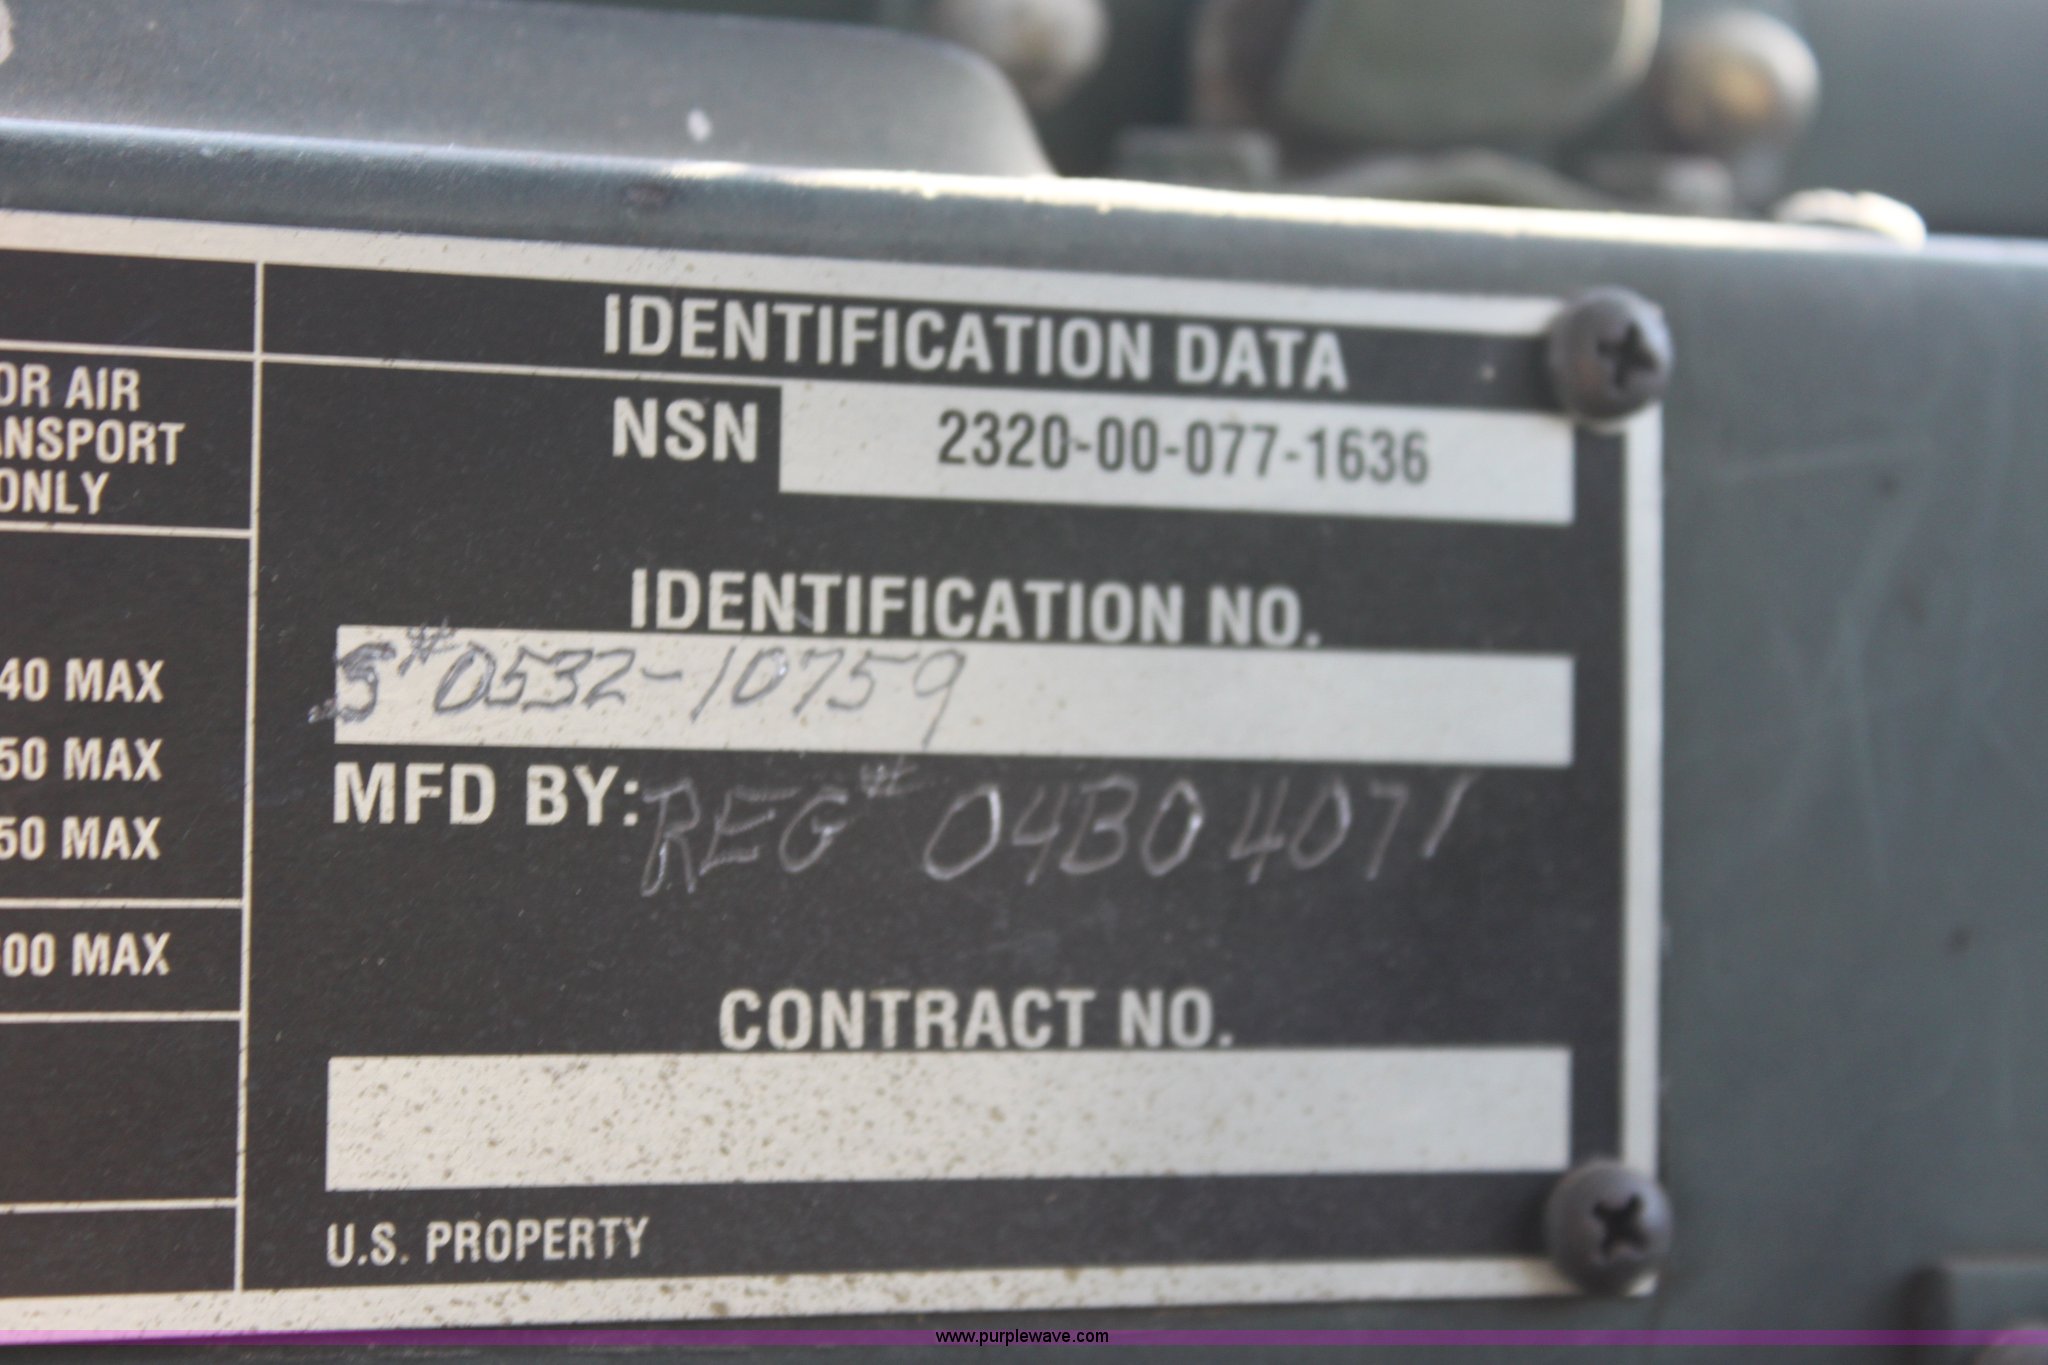 OR AIR
ANSPORT
ONLY
40 MAX
50 MAX
50 MAX
00 MAX
IDENTIFICATION DATA
NSN 2320-00-077-1636
IDENTIFICATION NO.
S# 0532-10759
MFD BY: REG# 04B04071
CONTRACT NO.
U.S. PROPERTY
www.purplewave.com